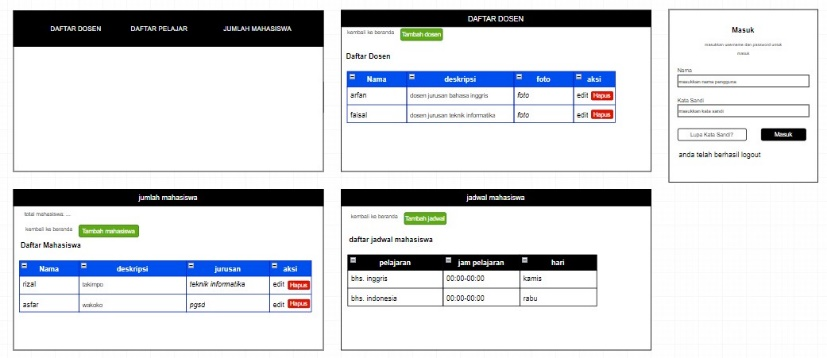 DAFTAR DOSEN DAFTAR PELAJAR JUMLAH MAHASISWA
DAFTAR DOSEN
kembali ke beranda Tambah dosen
Daftar Dosen
Nama deskripsi foto aksi
arfan dosen jurusan bahasa inggris foto edit Hapus
faisal dosen jurusan teknik informatika foto edit Hapus
Masuk
masukkan username dan password untuk
masuk
Nama
masukkan nama pengguna
Kata Sandi
masukkan kata sandi
Lupa Kata Sandi? Masuk
anda telah berhasil logout
jumlah mahasiswa
total mahasiswa ....
kembali ke beranda Tambah mahasiswa
Daftar Mahasiswa
Nama deskripsi jurusan aksi
rizal takimpo teknik informatika edit Hapus
asfar wakoko pgsd edit Hapus
jadwal mahasiswa
kembali ke beranda Tambah jadwal
daftar jadwal mahasiswa
pelajaran jam pelajaran hari
bhs. inggris 00:00-00:00 kamis
bhs. indonesia 00:00-00:00 rabu